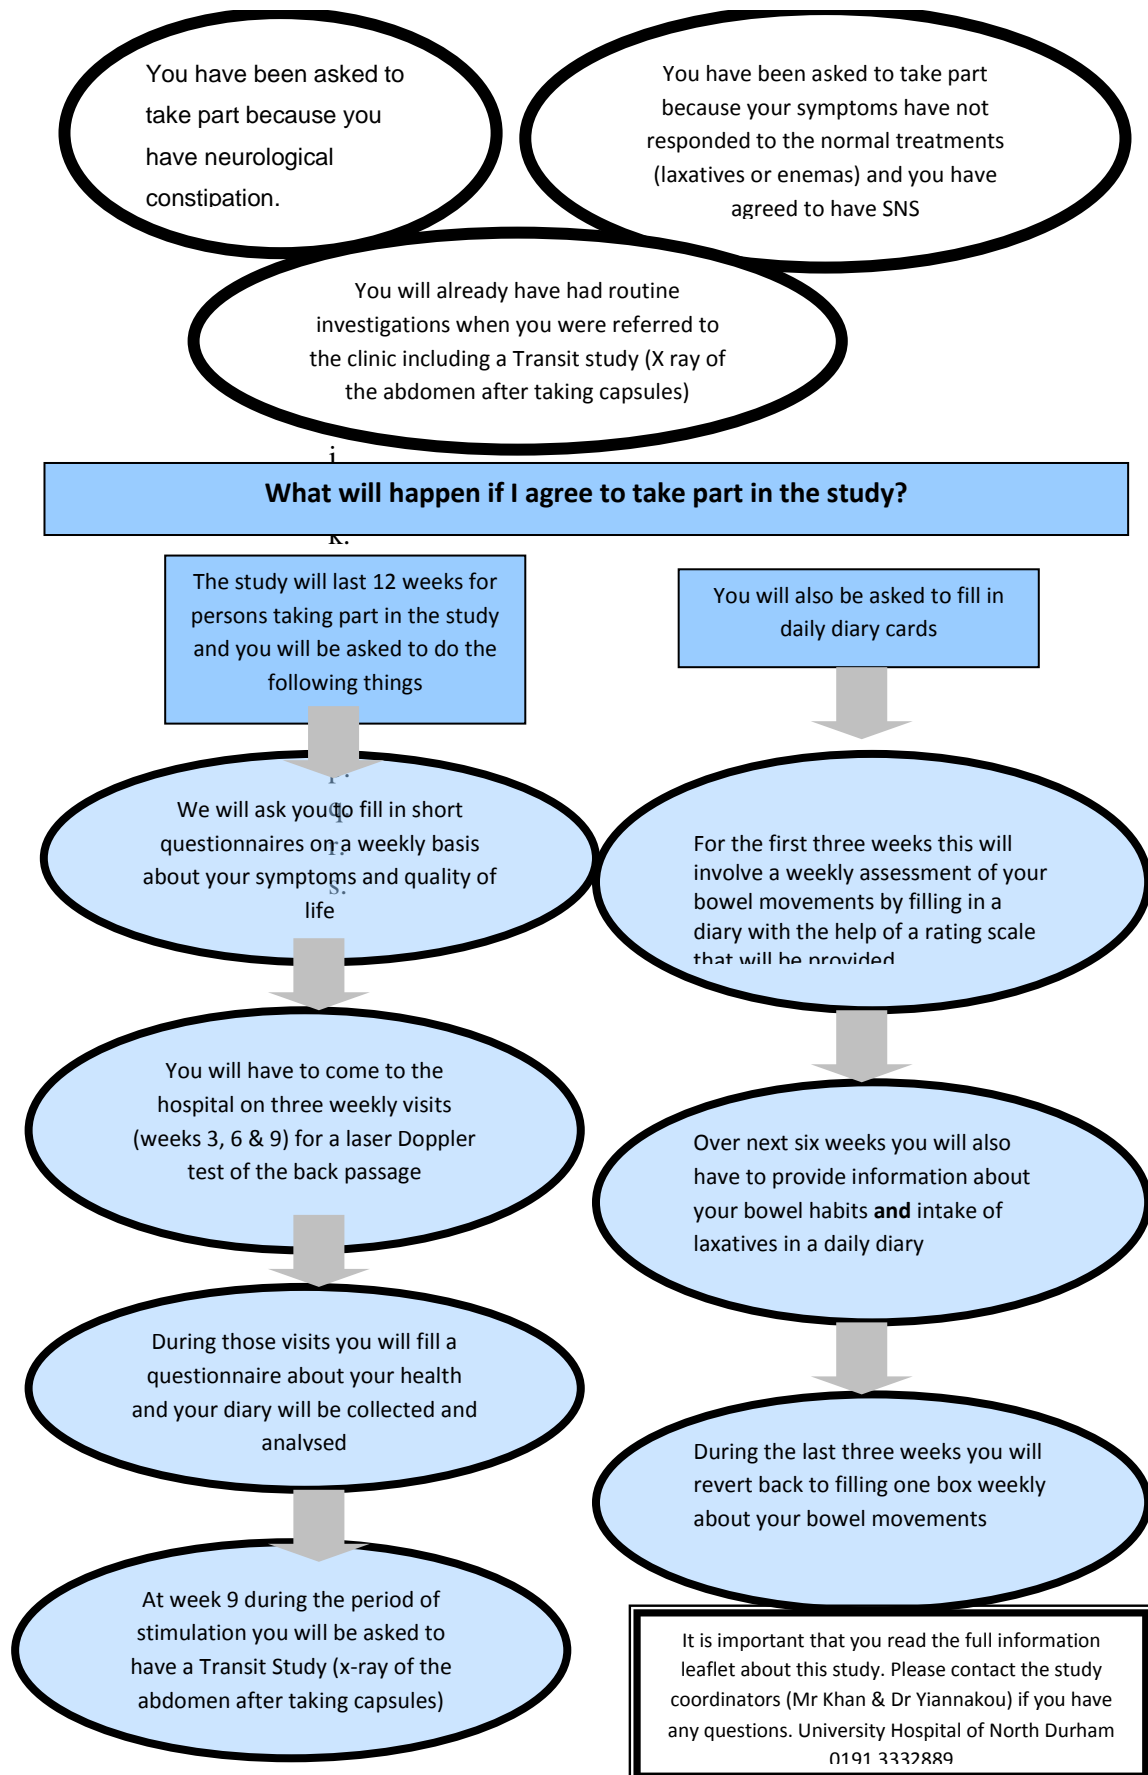 You have been asked to
take part because you
have neurological
constipation.
You have been asked to take part
because your symptoms have not
responded to the normal treatments
(laxatives or enemas) and you have
agreed to have SNS
You will already have had routine
investigations when you were referred to
the clinic including a Transit study (X ray of
the abdomen after taking capsules)
j.
What will happen if I agree to take part in the study?
k.
The study will last 12 weeks for
persons taking part in the study
and you will be asked to do the
following things
You will also be asked to fill in
daily diary cards
p.
q.
r.
s.
We will ask you to fill in short
questionnaires on a weekly basis
about your symptoms and quality of
life
For the first three weeks this will
involve a weekly assessment of your
bowel movements by filling in a
diary with the help of a rating scale
that will be provided
You will have to come to the
hospital on three weekly visits
(weeks 3, 6 & 9) for a laser Doppler
test of the back passage
Over next six weeks you will also
have to provide information about
your bowel habits and intake of
laxatives in a daily diary
During those visits you will fill a
questionnaire about your health
and your diary will be collected and
analysed
During the last three weeks you will
revert back to filling one box weekly
about your bowel movements
At week 9 during the period of
stimulation you will be asked to
have a Transit Study (x-ray of the
abdomen after taking capsules)
It is important that you read the full information
leaflet about this study. Please contact the study
coordinators (Mr Khan & Dr Yiannakou) if you have
any questions. University Hospital of North Durham
0191 3332889